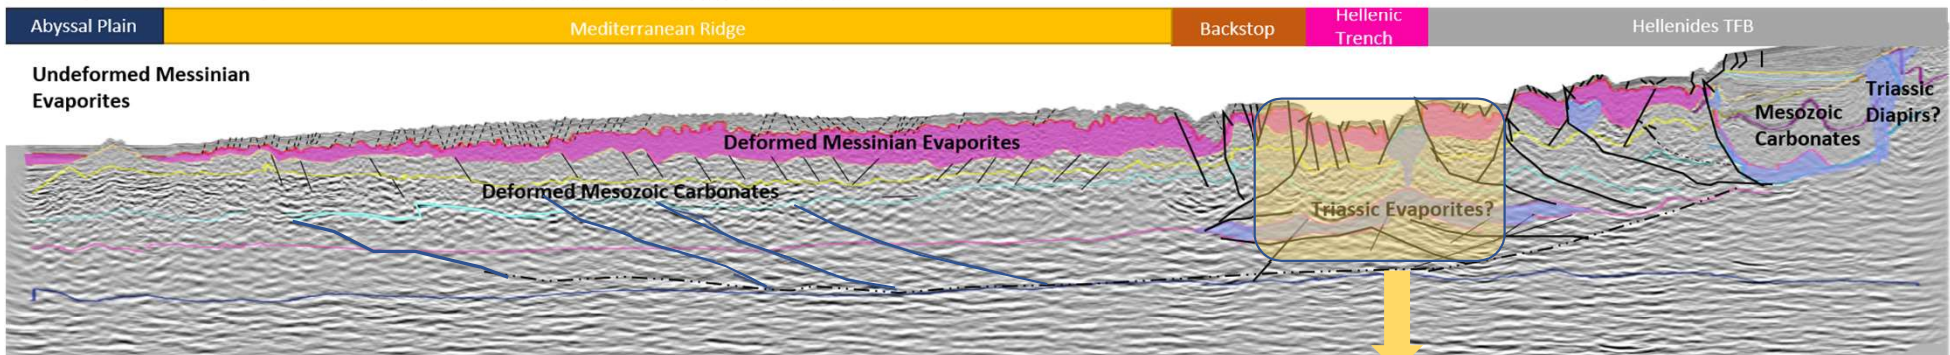 Abyssal Plain
Mediterranean Ridge
Backstop
Hellenic
Trench
Hellenides TFB
Undeformed Messinian
Evaporites
Deformed Messinian Evaporites
Deformed Mesozoic Carbonates
Triassic Evaporites?
Mesozoic
Carbonates
Triassic
Diapirs?